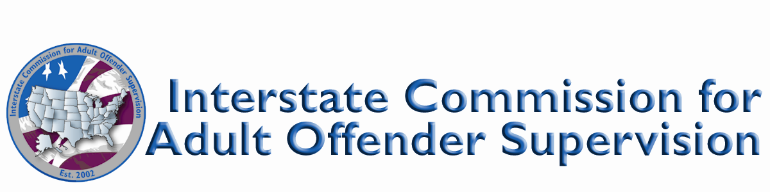 Interstate Commission for Adult Offender Supervision
Est. 2002
Interstate Commission for
Adult Offender Supervision